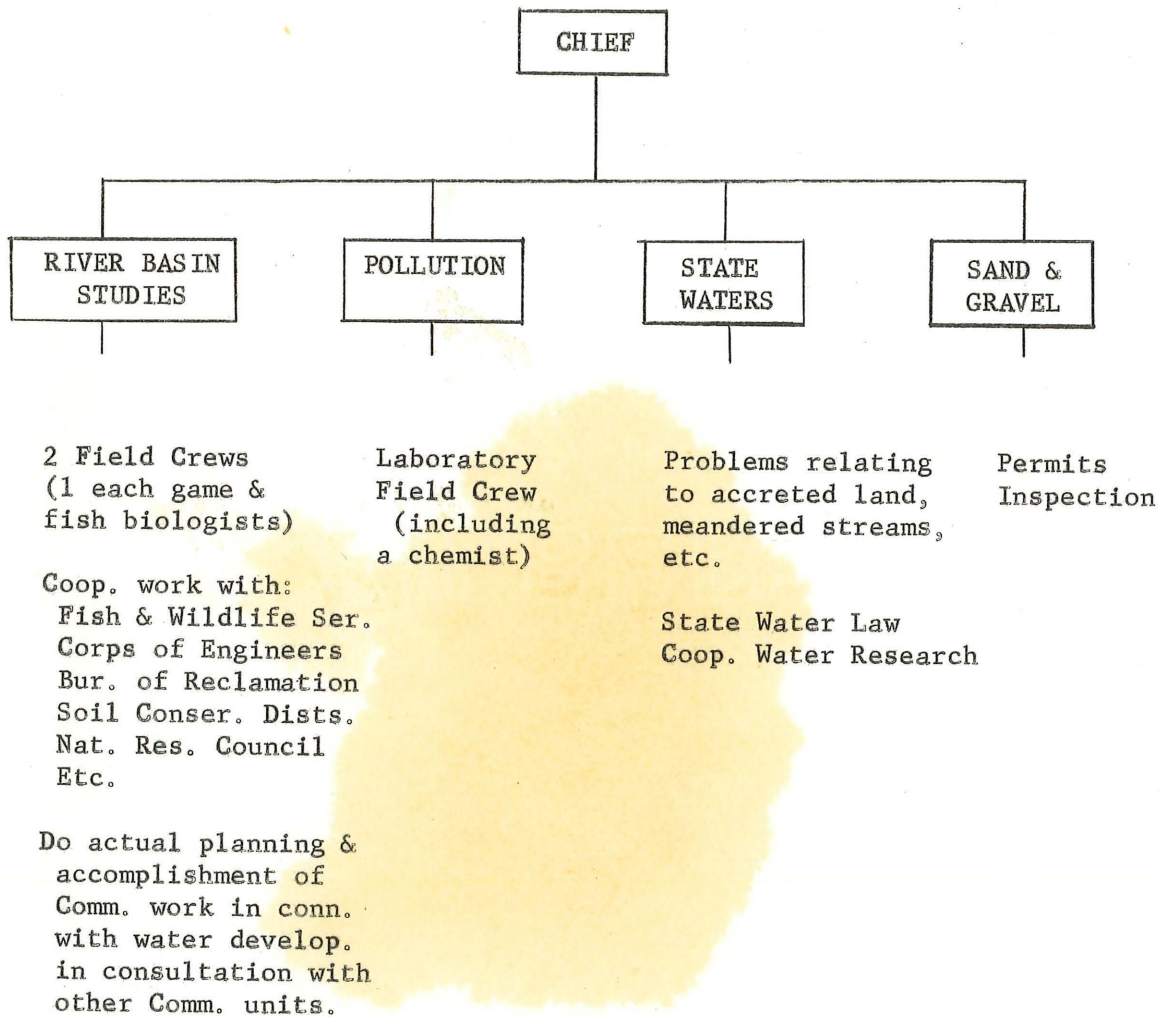 CHIEF
RIVER BASIN
STUDIES
POLLUTION
STATE
WATERS
SAND &
GRAVEL
2 Field Crews
(1 each game &
fish biologists)
Coop. work with:
Fish & Wildlife Ser.
Corps of Engineers
Bur. of Reclamation
Soil Conser. Dists.
Nat. Res. Council
Etc.
Do actual planning &
accomplishment of
Comm. work in conn.
with water develop.
in consultation with
other Comm. units.
Laboratory
Field Crew
(including
a chemist)
Problems relating
to accreted land,
meandered streams,
etc.
State Water Law
Coop. Water Research
Permits
Inspection